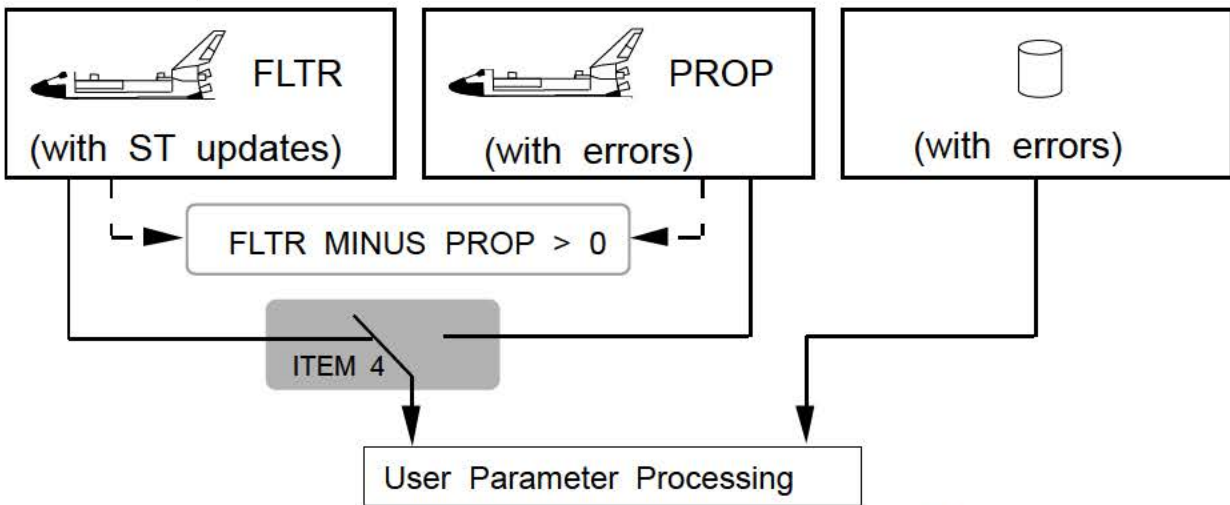 FLTR
(with ST updates)
PROP
(with errors)
(with errors)
FLTR MINUS PROP > 0
ITEM 4
User Parameter Processing